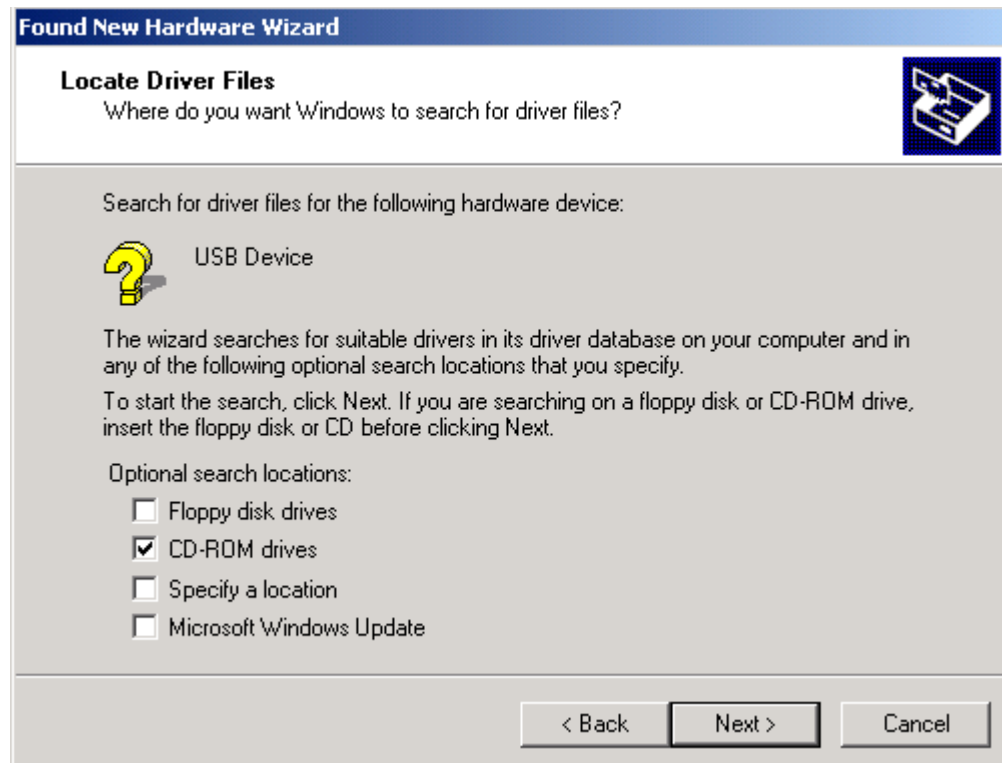 Found New Hardware Wizard
Locate Driver Files
Where do you want Windows to search for driver files?
Search for driver files for the following hardware device:
USB Device
The wizard searches for suitable drivers in its driver database on your computer and in
any of the following optional search locations that you specify.
To start the search, click Next. If you are searching on a floppy disk or CD-ROM drive,
insert the floppy disk or CD before clicking Next.
Optional search locations:
Floppy disk drives
CD-ROM drives
Specify a location
Microsoft Windows Update
< Back Next > Cancel